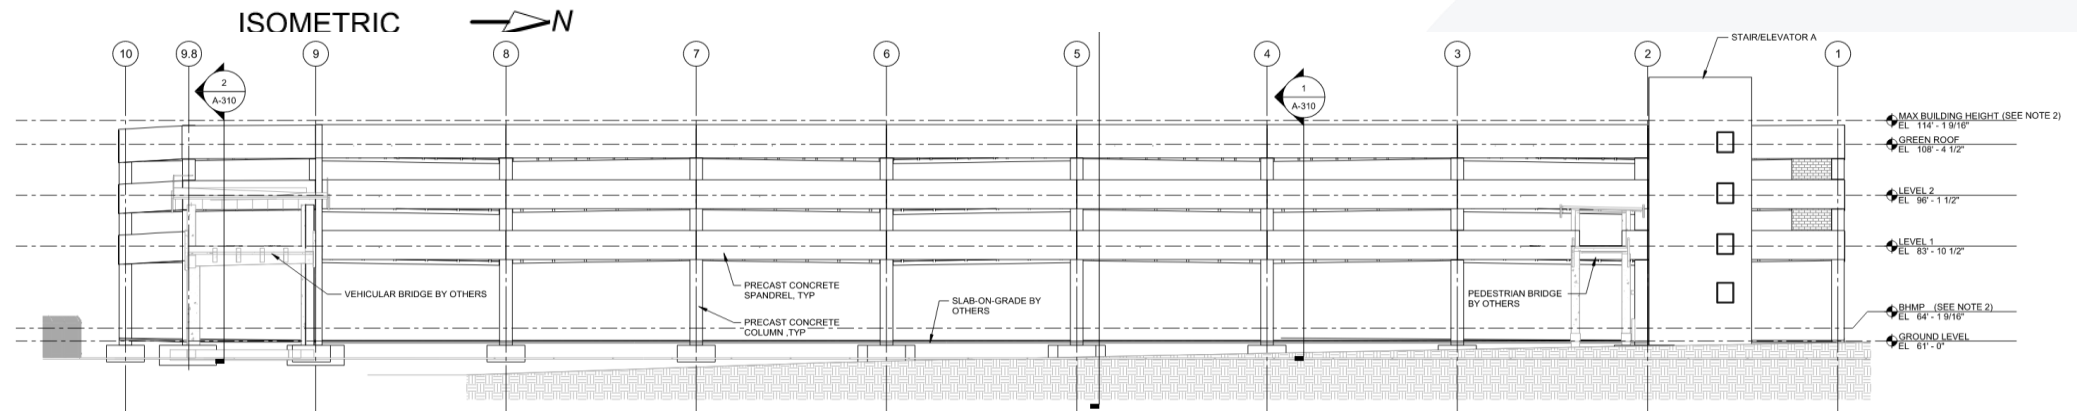 ISOMETRIC
N
STAIR/ELEVATOR A
10
9.8
9
8
7
6
5
4
3
2
1
2
A-310
1
A-310
MAX BUILDING HEIGHT (SEE NOTE 2)
EL 114' - 1 9/16"
GREEN ROOF
EL 108' - 4 1/2"
LEVEL 2
EL 96' - 1 1/2"
LEVEL 1
EL 83' - 10 1/2"
VEHICULAR BRIDGE BY OTHERS
PRECAST CONCRETE
SPANDREL, TYP
PRECAST CONCRETE
COLUMN ,TYP
SLAB-ON-GRADE BY
OTHERS
PEDESTRIAN BRIDGE
BY OTHERS
BHMP (SEE NOTE 2)
EL 64' - 1 9/16"
GROUND LEVEL
EL 61' - 0"